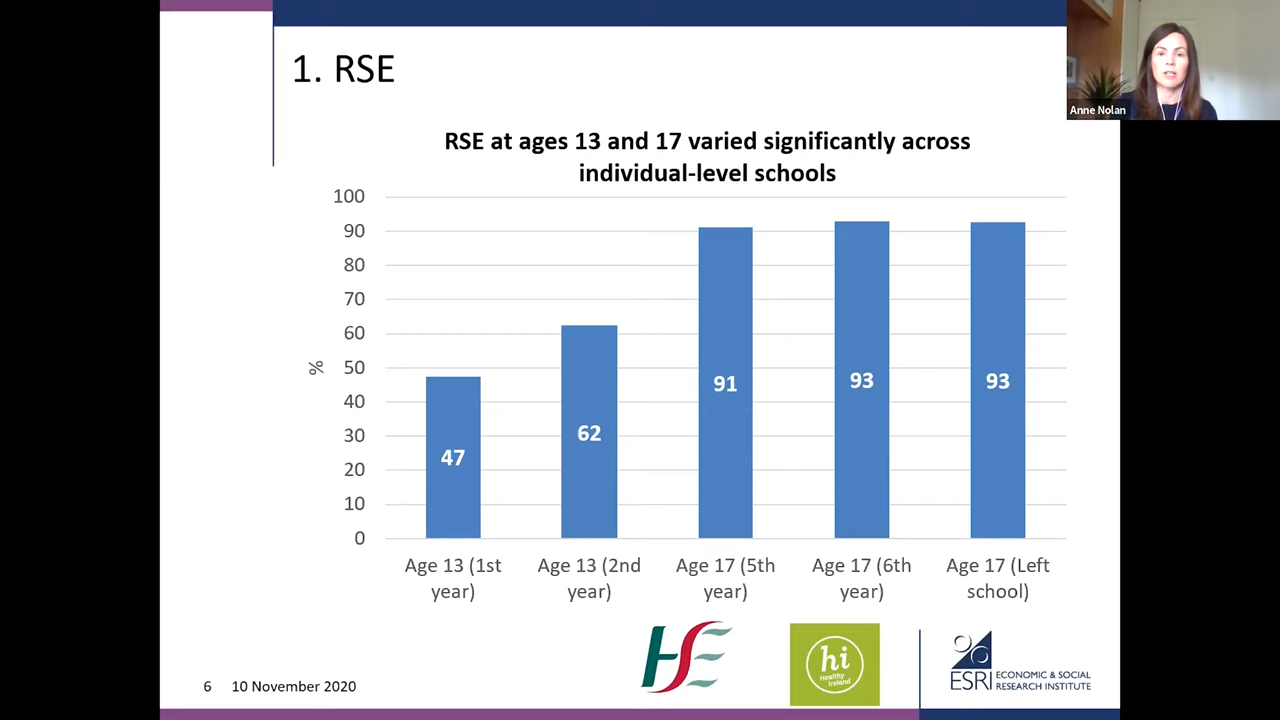 1. RSE
Anne Nolan
RSE at ages 13 and 17 varied significantly across
individual-level schools
100
90
80
70
60
50
40
30
20
10
0
%
47
62
91
93
93
Age 13 (1st
year)
Age 13 (2nd
year)
Age 17 (5th
year)
Age 17 (6th
year)
Age 17 (Left
school)
HSE
hi
Healthy
Ireland
ESRI
ECONOMIC & SOCIAL
RESEARCH INSTITUTE
6 10 November 2020